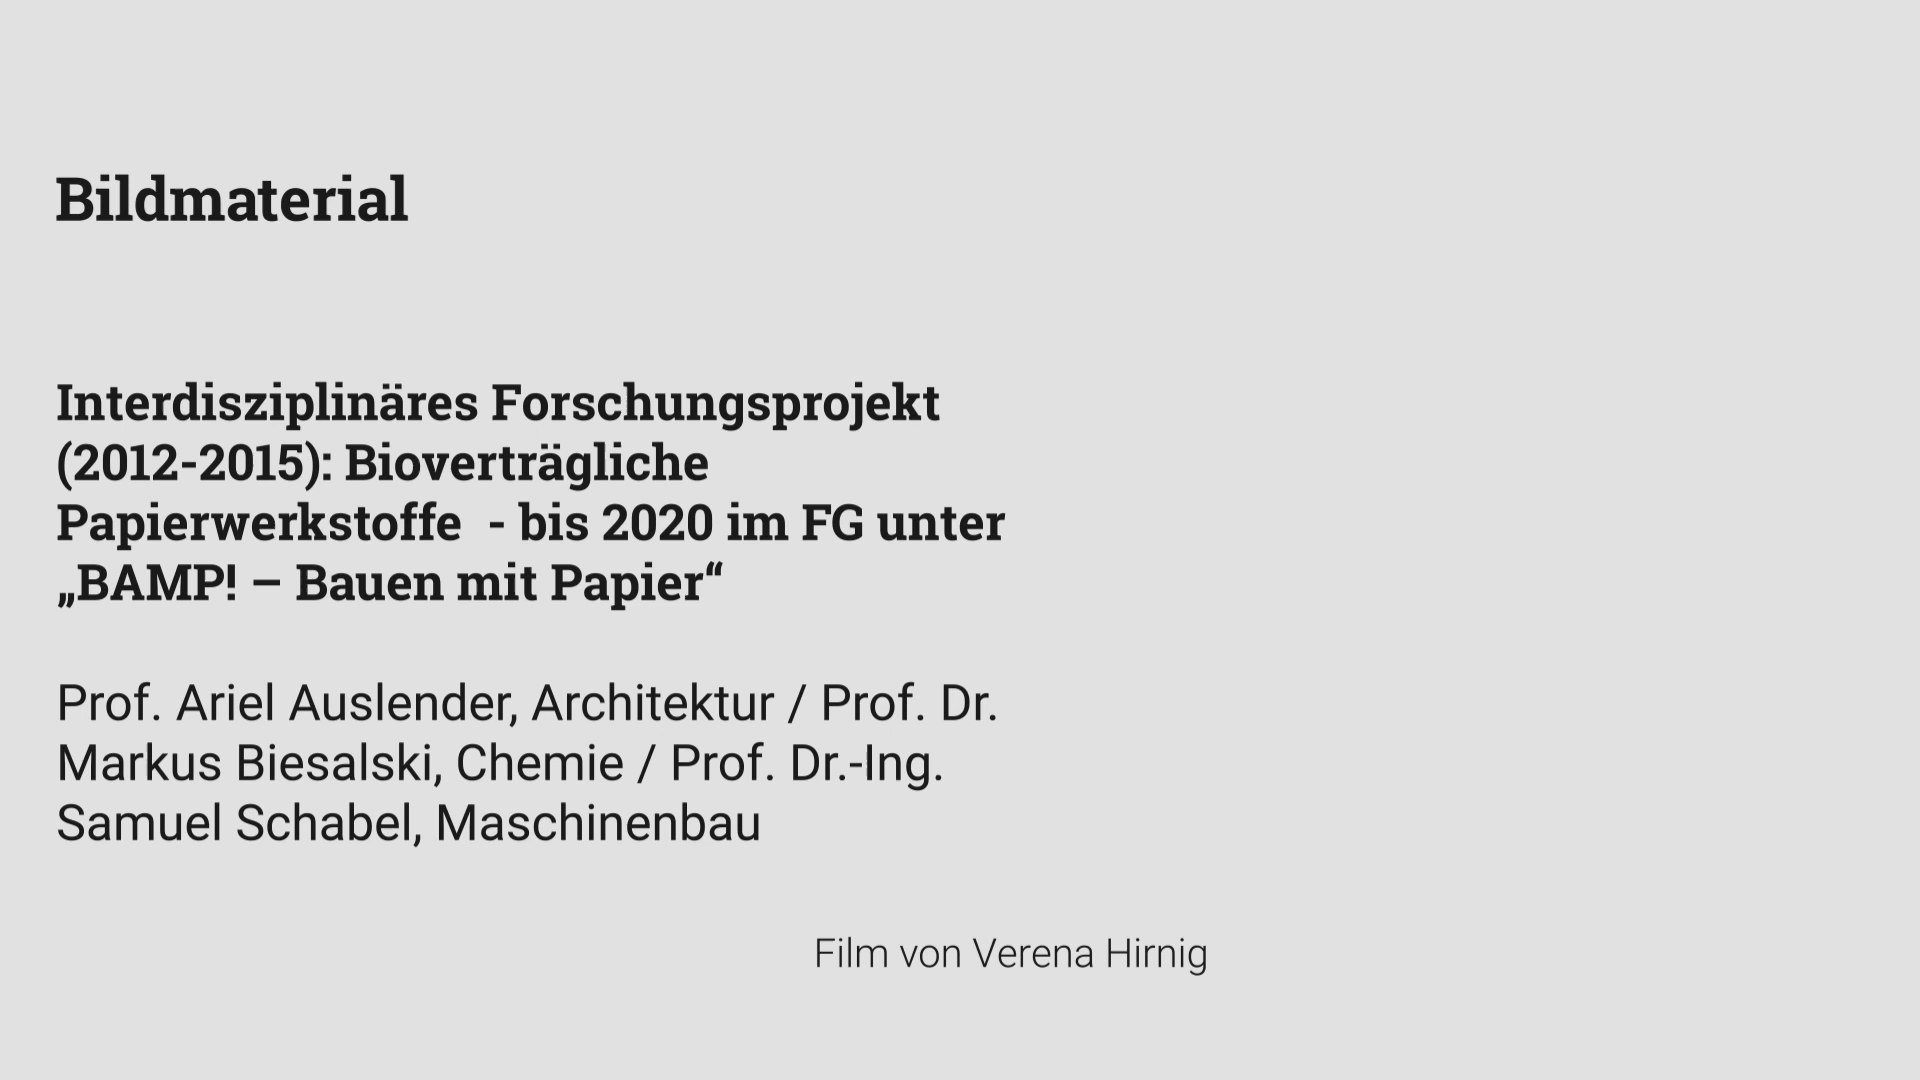 Bildmaterial
Interdisziplinäres Forschungsprojekt
(2012-2015): Bioverträgliche
Papierwerkstoffe  - bis 2020 im FG unter
„BAMP! – Bauen mit Papier“
Prof. Ariel Auslender, Architektur / Prof. Dr.
Markus Biesalski, Chemie / Prof. Dr.-Ing.
Samuel Schabel, Maschinenbau
Film von Verena Hirnig